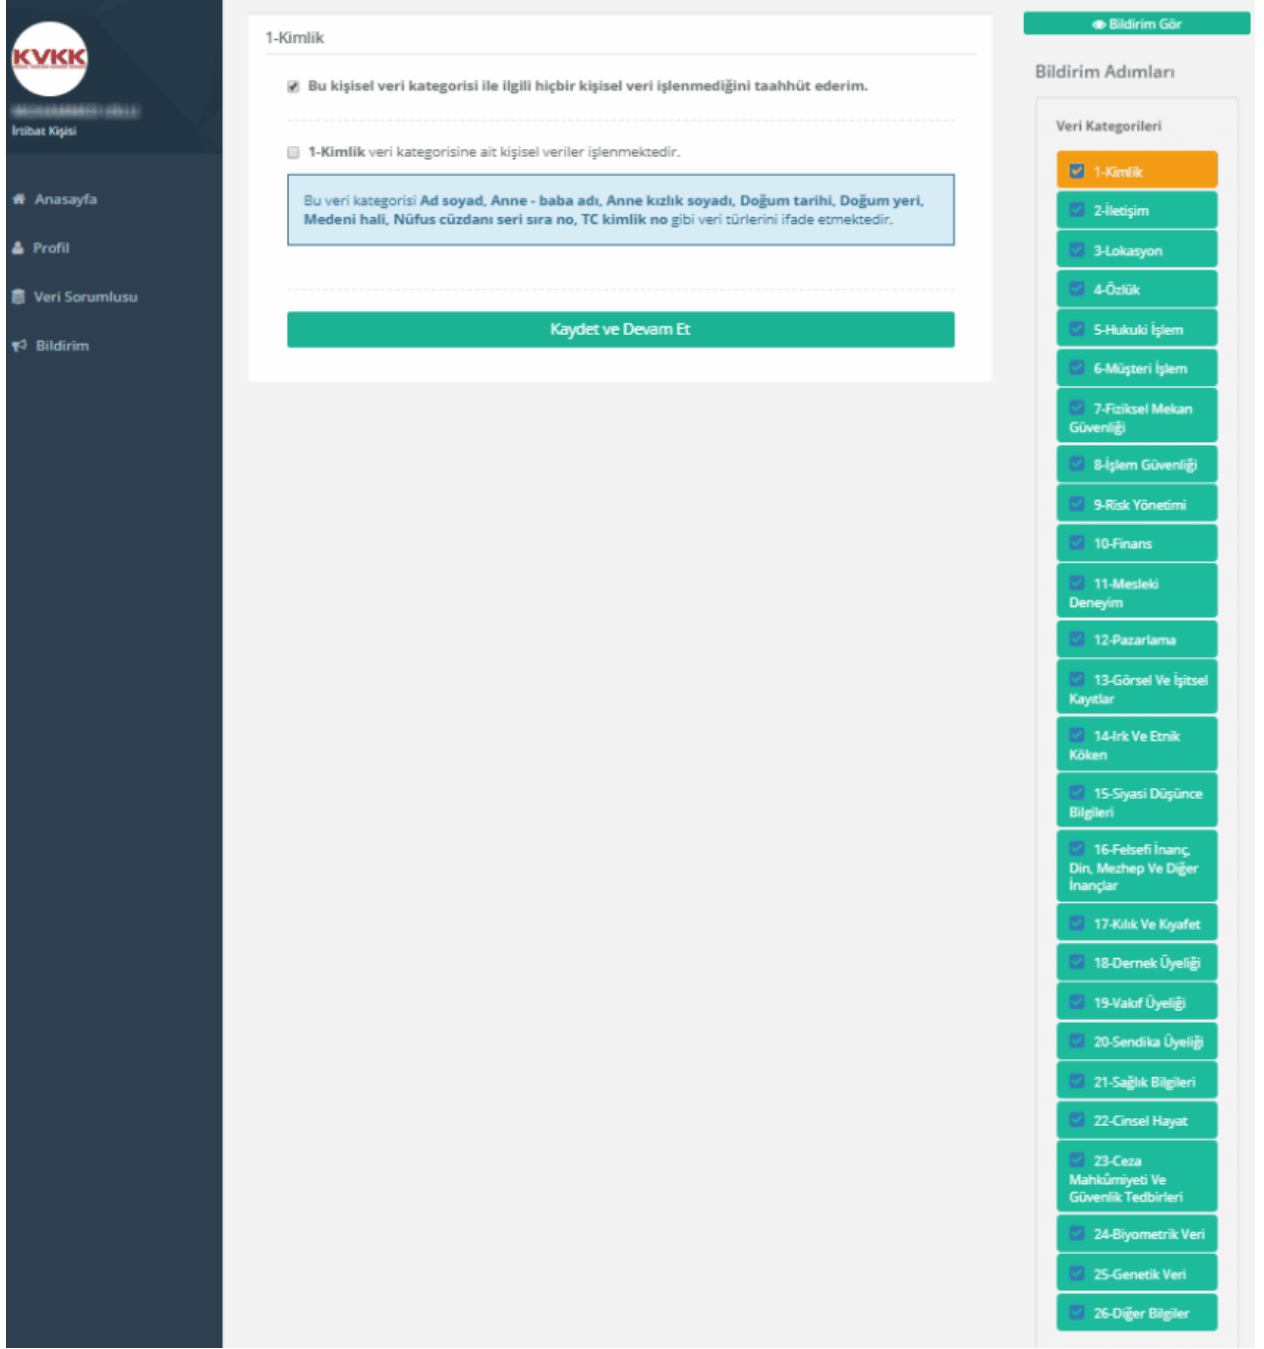 KVKK
İrtibat Kişisi
Anasayfa
Profil
Veri Sorumlusu
Bildirim
1-Kimlik
Bu kişisel veri kategorisi ile ilgili hiçbir kişisel veri işlenmediğini taahhüt ederim.
1-Kimlik veri kategorisine ait kişisel veriler işlenmektedir.
Bu veri kategorisi Ad soyad, Anne - baba adı, Anne kızlık soyadı, Doğum tarihi, Doğum yeri,
Medeni hali, Nüfus cüzdanı seri sıra no, TC kimlik no gibi veri türlerini ifade etmektedir.
Kaydet ve Devam Et
Bildirim Gör
Bildirim Adımları
Veri Kategorileri
1-Kimlik
2-İletişim
3-Lokasyon
4-Özlük
5-Hukuki İşlem
6-Müşteri İşlem
7-Fiziksel Mekan
Güvenliği
8-İşlem Güvenliği
9-Risk Yönetimi
10-Finans
11-Mesleki
Deneyim
12-Pazarlama
13-Görsel Ve İşitsel
Kayıtlar
14-Irk Ve Etnik
Köken
15-Siyasi Düşünce
Bilgileri
16-Felsefi İnanç,
Din, Mezhep Ve Diğer
İnançlar
17-Kılık Ve Kıyafet
18-Dernek Üyeliği
19-Vakıf Üyeliği
20-Sendika Üyeliği
21-Sağlık Bilgileri
22-Cinsel Hayat
23-Ceza
Mahkûmiyeti Ve
Güvenlik Tedbirleri
24-Biyometrik Veri
25-Genetik Veri
26-Diğer Bilgiler